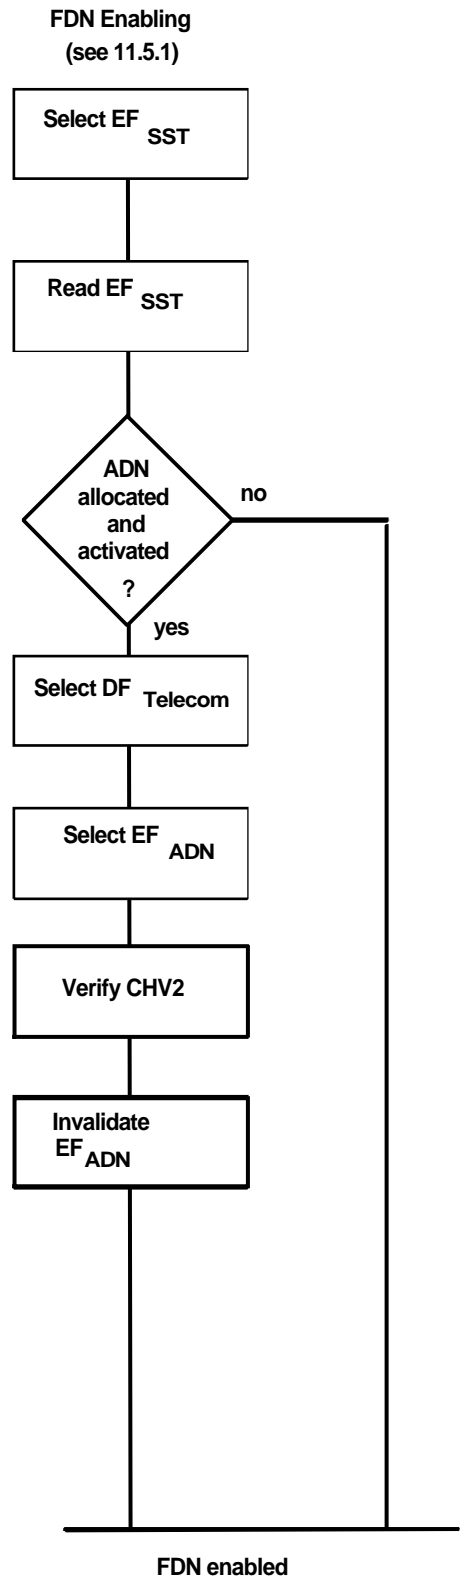 FDN Enabling
(see 11.5.1)
Select EF SST
Read EF SST
ADN
allocated
and
activated
?
no
yes
Select DF Telecom
Select EF ADN
Verify CHV2
Invalidate
EF ADN
FDN enabled